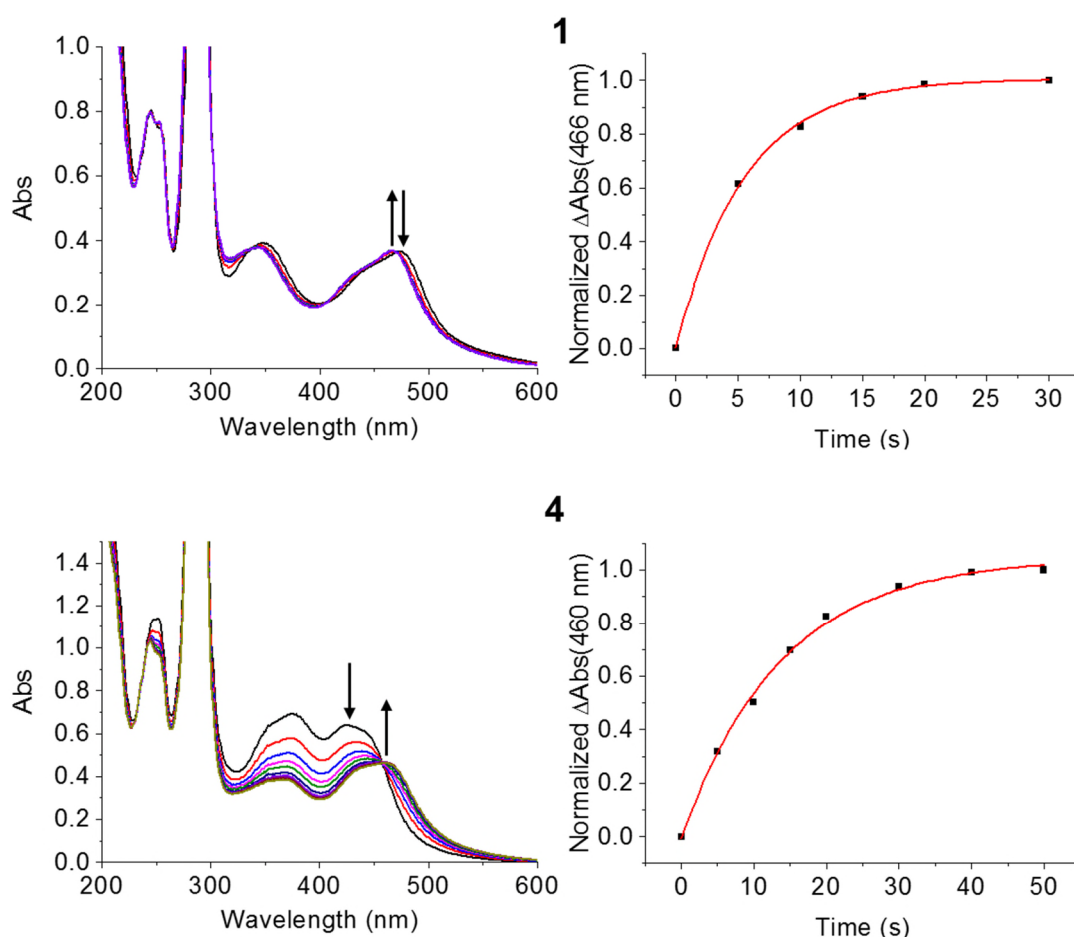 1
1.0
0.8
0.6
0.4
0.2
0.0
Abs
200 300 400 500 600
Wavelength (nm)
1.0
0.8
0.6
0.4
0.2
0.0
Normalized ΔAbs(466 nm)
0 5 10 15 20 25 30
Time (s)
4
1.4
1.2
1.0
0.8
0.6
0.4
0.2
0.0
Abs
200 300 400 500 600
Wavelength (nm)
1.0
0.8
0.6
0.4
0.2
0.0
Normalized ΔAbs(460 nm)
0 10 20 30 40 50
Time (s)